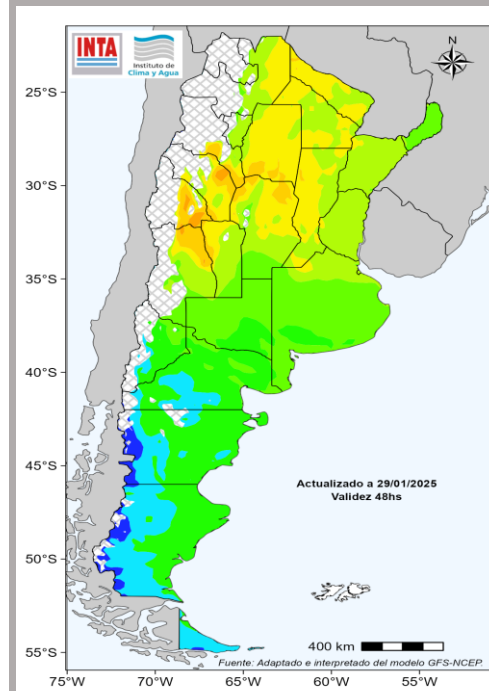 INTA
Instituto de
Clima y Agua
N
25°S
30°S
35°S
40°S
45°S
50°S
55°S
Actualizado a 29/01/2025
Validez 48hs
400 km
Fuente: Adaptado e interpretado del modelo GFS-NCEP.
75°W
70°W
65°W
60°W
55°W